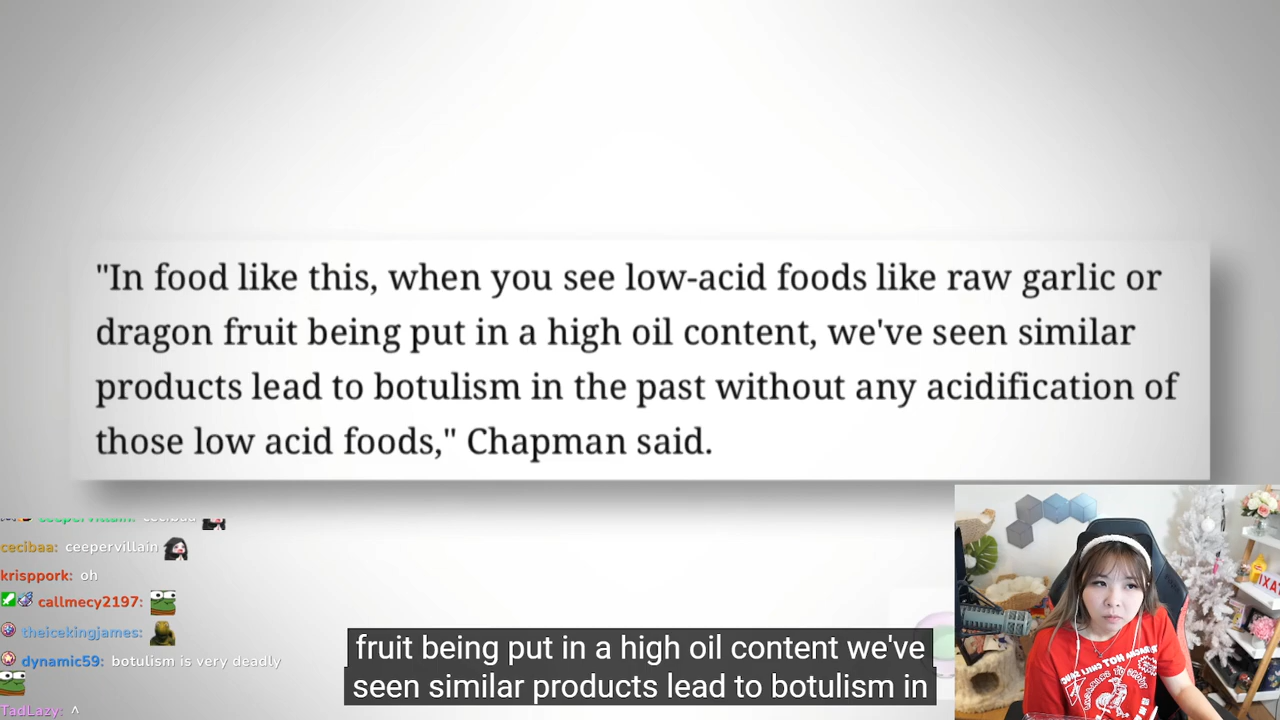 "In food like this, when you see low-acid foods like raw garlic or
dragon fruit being put in a high oil content, we've seen similar
products lead to botulism in the past without any acidification of
those low acid foods," Chapman said.
cecibaa: ceepervillain
krisppork: oh
callmecy2197:
theicekingjames:
dynamic59: botulism is very deadly
TadLazy: ^
fruit being put in a high oil content we've
seen similar products lead to botulism in